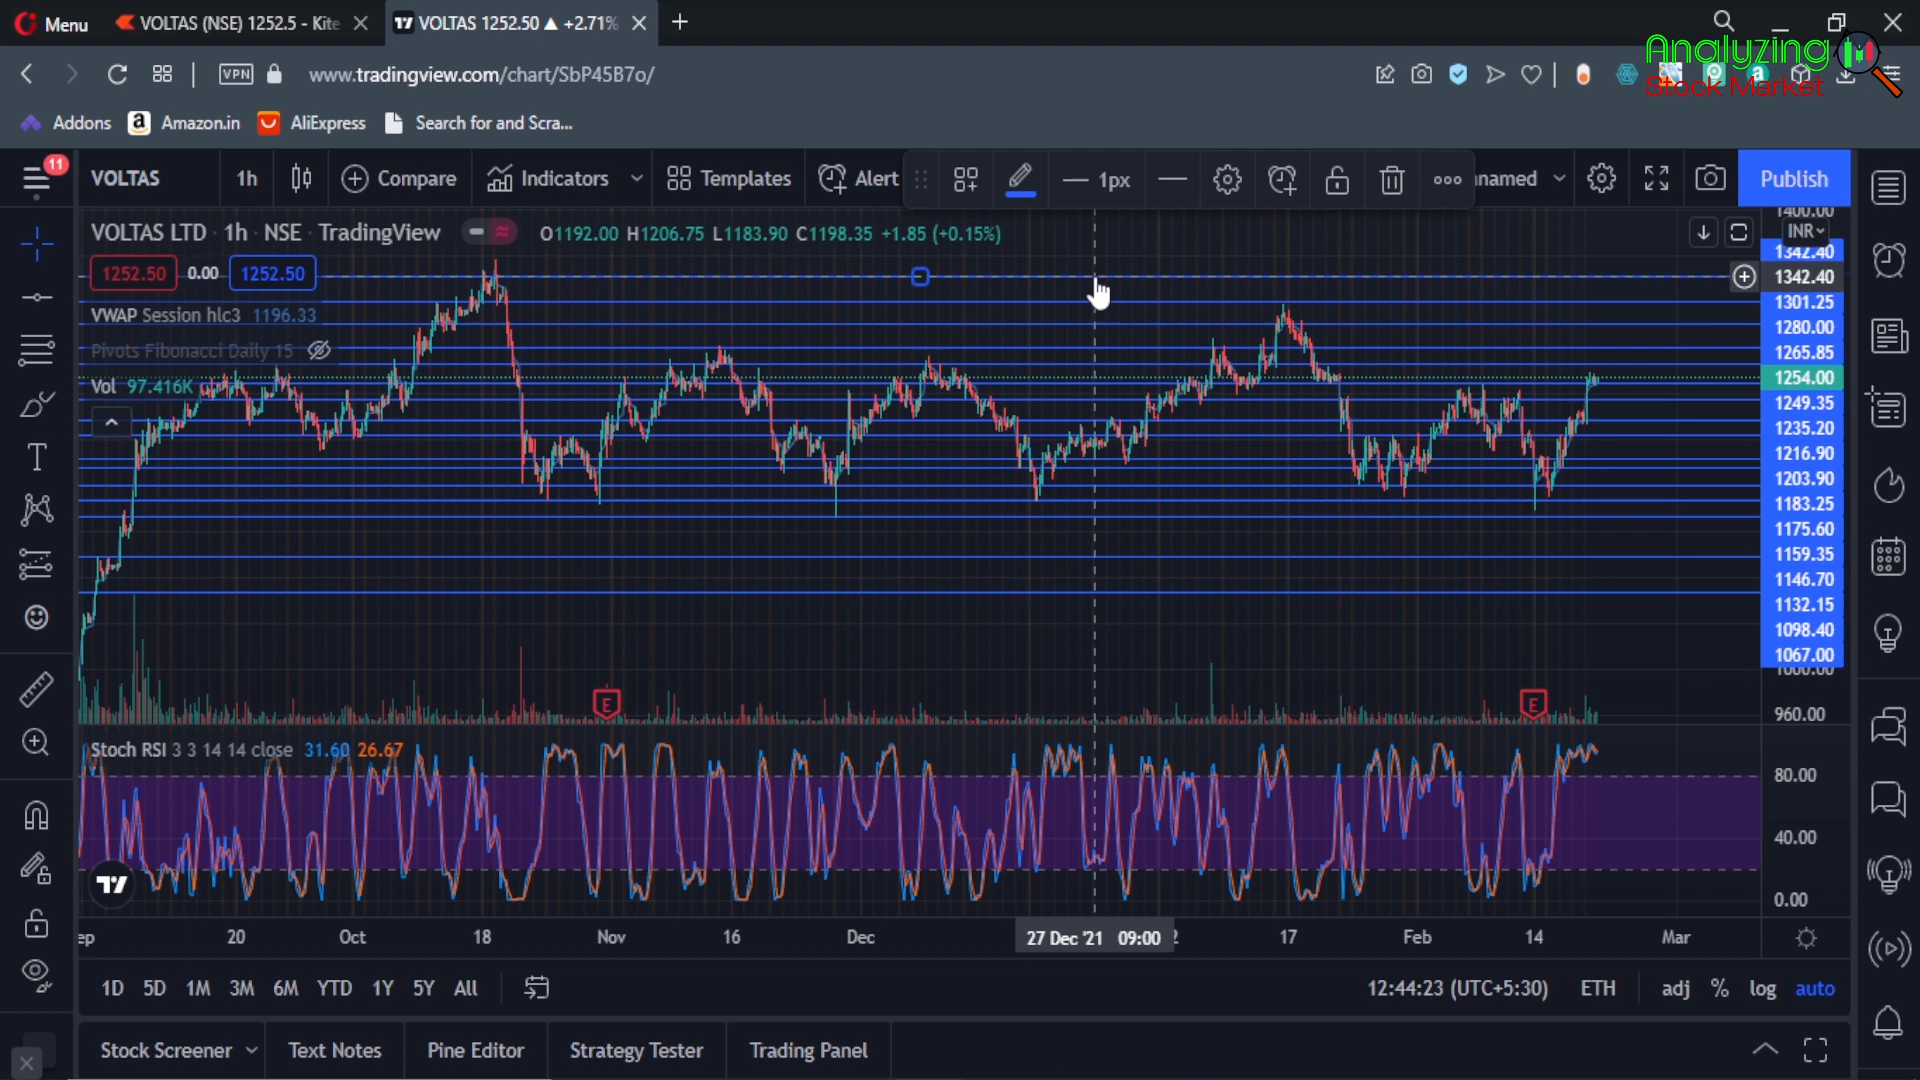 Menu
VOLTAS (NSE) 1252.5 - Kite
VOLTAS 1252.50 ▲ +2.71%
Analyzing
Stock Market
VPN
www.tradingview.com/chart/SbP45B7o/
Addons
Amazon.in
AliExpress
Search for and Scra...
11
VOLTAS
1h
Compare
Indicators
Templates
Alert
1px
nnamed
Publish
VOLTAS LTD · 1h · NSE · TradingView
O1192.00 H1206.75 L1183.90 C1198.35 +1.85 (+0.15%)
1252.50 0.00 1252.50
VWAP Session hlc3 1196.33
Pivots Fibonacci Daily 15
Vol 97.416K
1400.00
INR
1342.40
1342.40
1301.25
1280.00
1265.85
1254.00
1249.35
1235.20
1216.90
1203.90
1183.25
1175.60
1159.35
1146.70
1132.15
1098.40
1067.00
1000.00
960.00
E
E
Stoch RSI 3 3 14 14 close 31.60 26.67
80.00
40.00
0.00
ep 20 Oct 18 Nov 16 Dec 27 Dec '21 09:00 2 17 Feb 14 Mar
1D 5D 1M 3M 6M YTD 1Y 5Y All
12:44:23 (UTC+5:30) ETH adj % log auto
Stock Screener
Text Notes
Pine Editor
Strategy Tester
Trading Panel